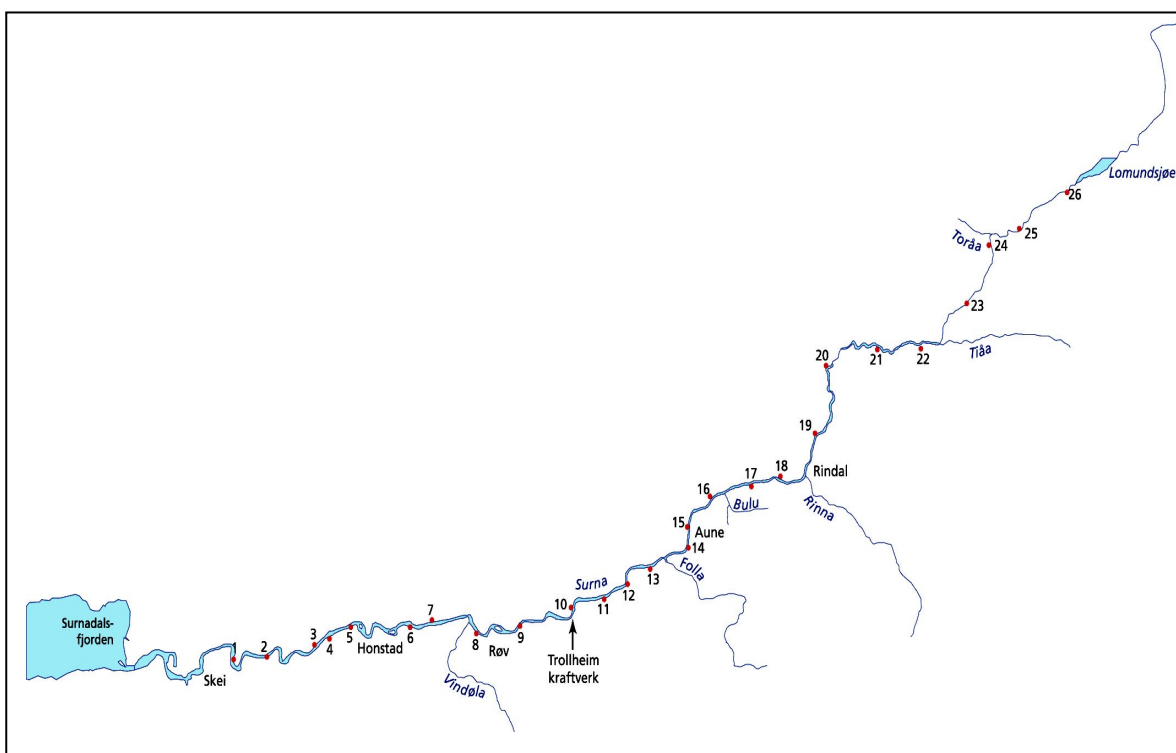 Lomundsjøe
26
25
Toråa
24
23
Tiåa
20
21
22
19
Rindal
18
17
16
Bulu
Rinna
15
Aune
14
Folla
13
Surna
12
11
10
Trollheim
kraftverk
Surnadals-
fjorden
7
6
5
Honstad
3
4
8
9
Røv
Vindøla
1
2
Skei